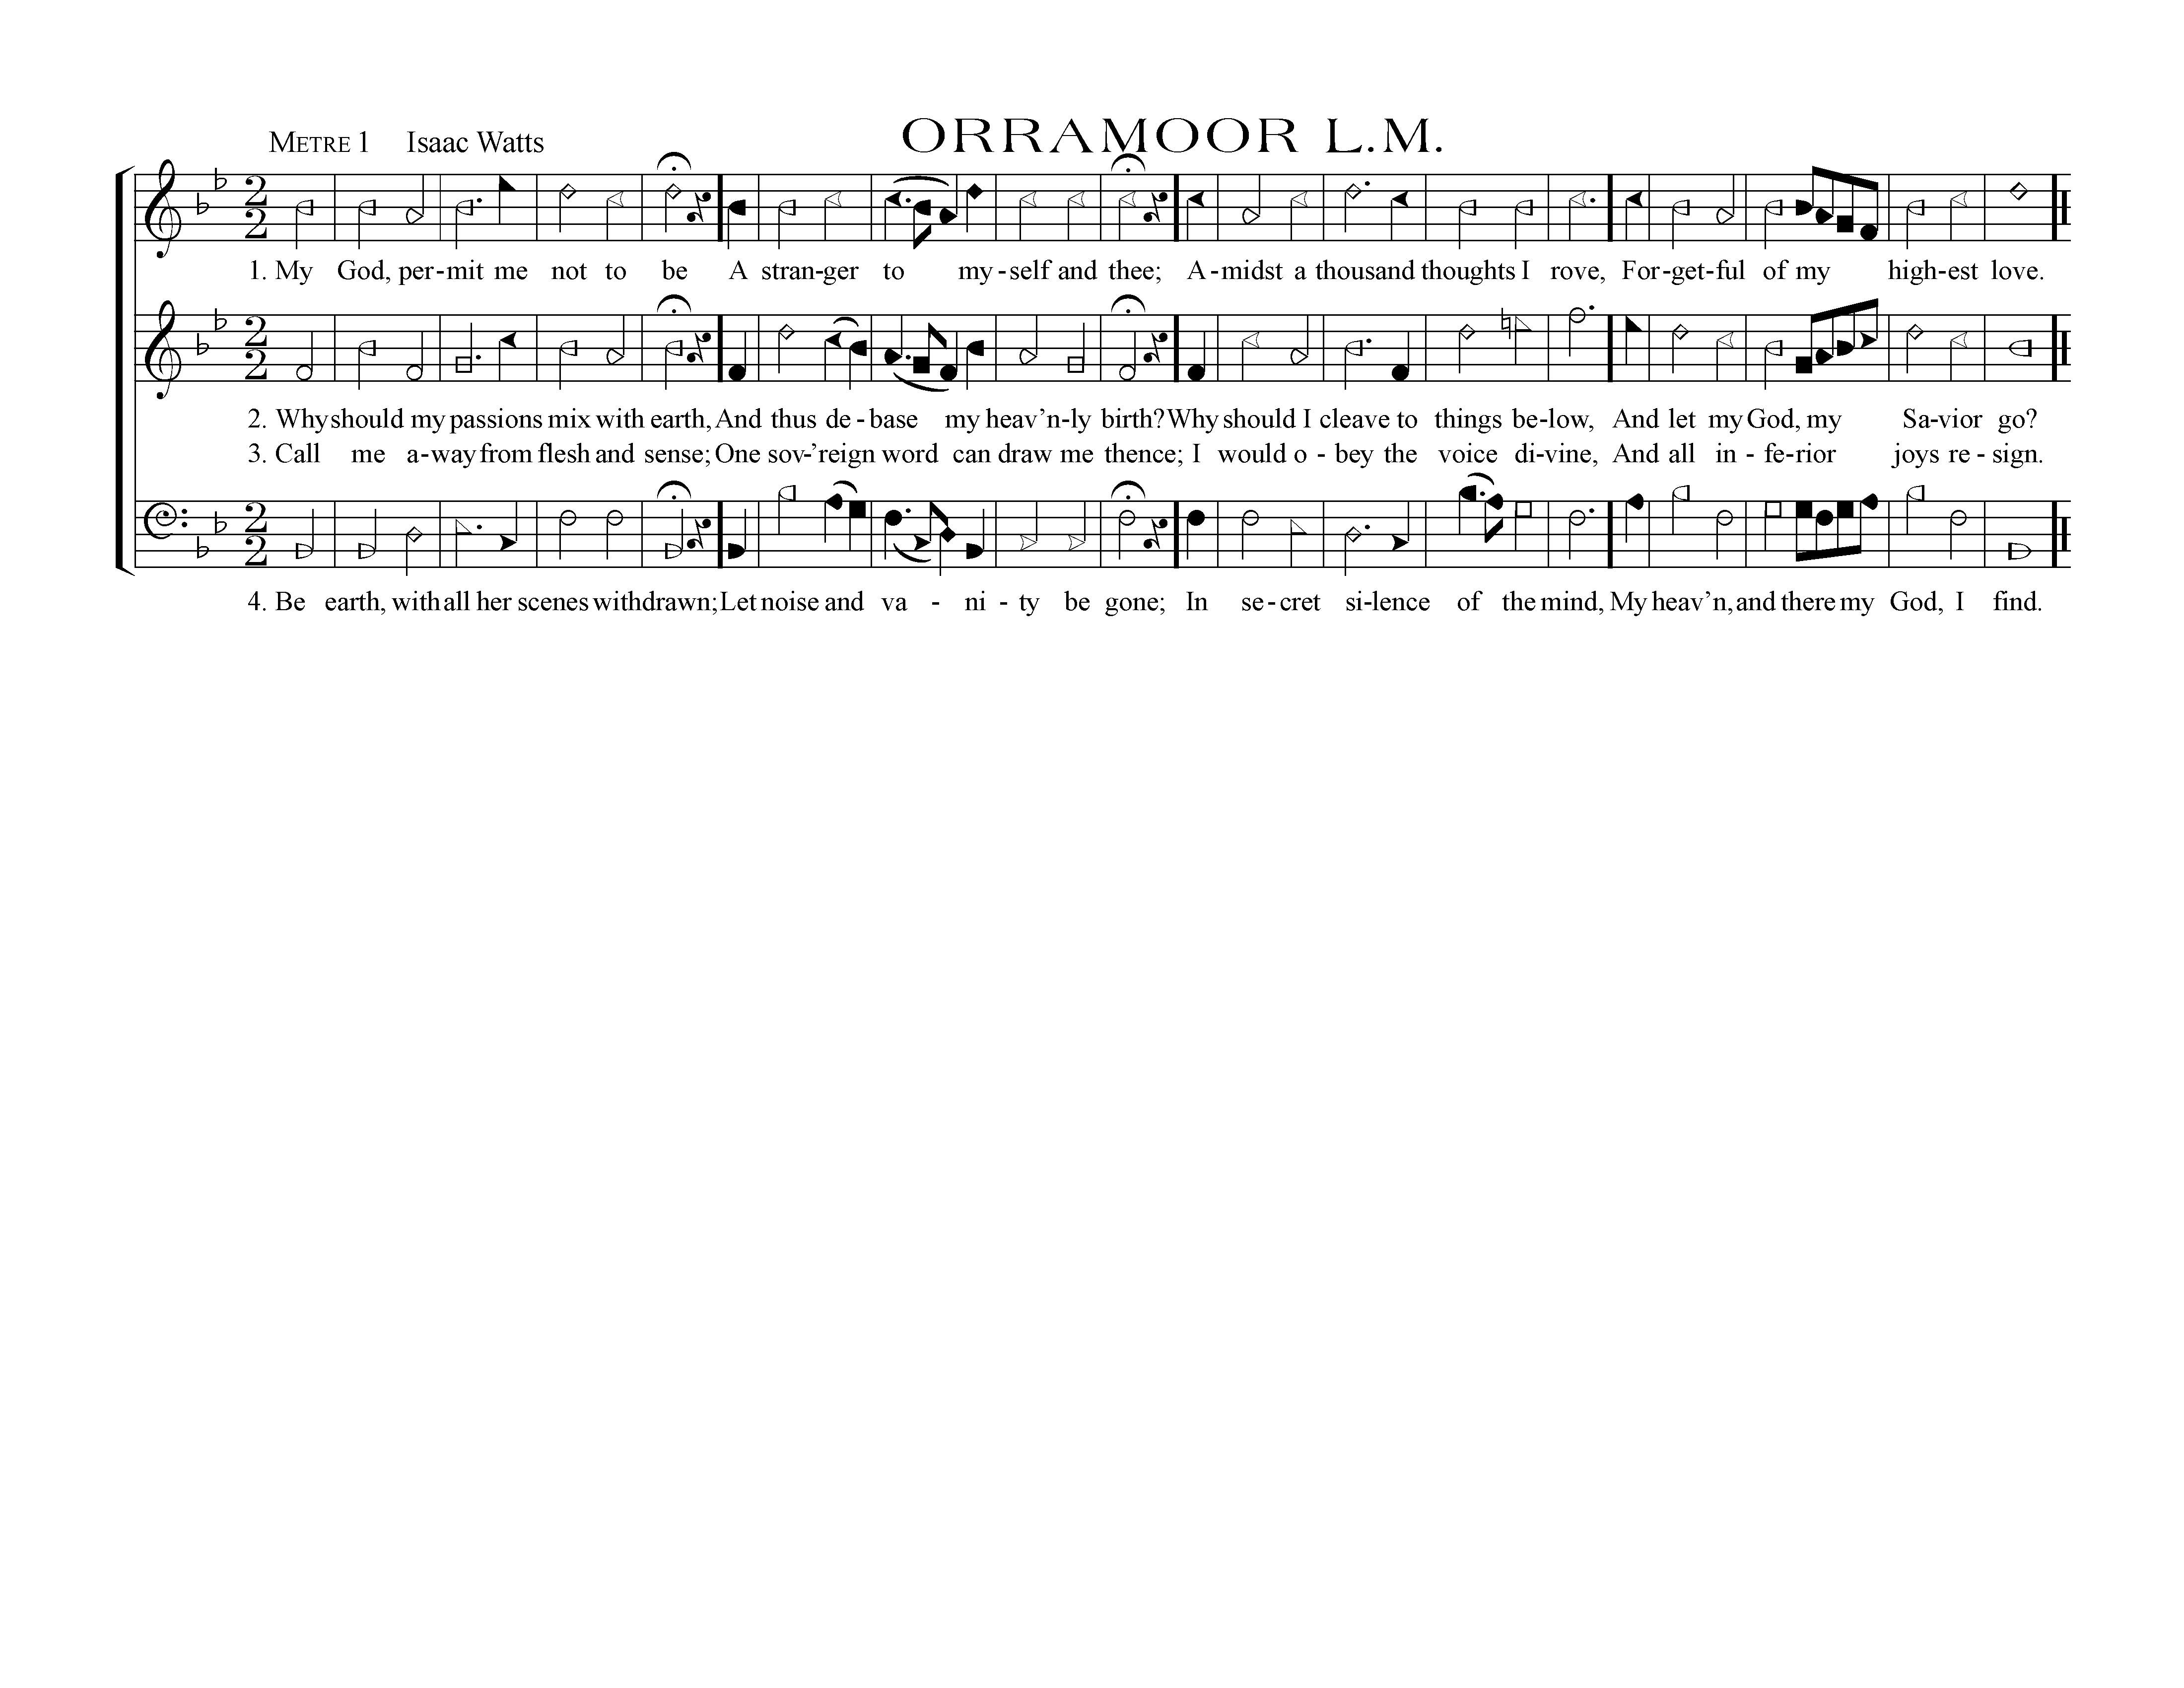 ORRAMOOR L.M.
METRE 1 Isaac Watts
2
2
1. My God, per-mit me not to be A stran-ger to my-self and thee; A-midst a thousand thoughts I rove, For-get-ful of my high-est love.
2
2
2. Why should my passions mix with earth, And thus de-base my heav'n-ly birth? Why should I cleave to things be-low, And let my God, my Sa-vior go?
3. Call me a-way from flesh and sense; One sov-'reign word can draw me thence; I would o-bey the voice di-vine, And all in-fe-rior joys re-sign.
2
2
4. Be earth, with all her scenes withdrawn; Let noise and va-ni-ty be gone; In se-cret si-lence of the mind, My heav'n, and there my God, I find.